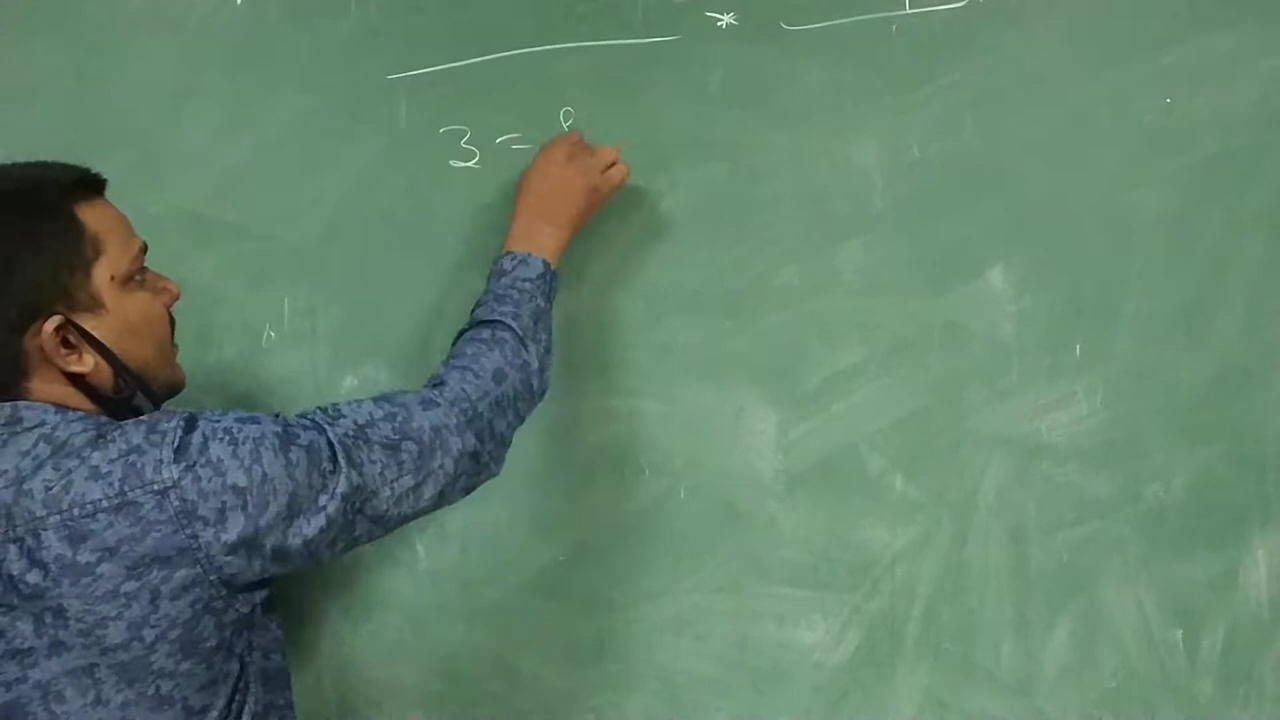 *
3 =